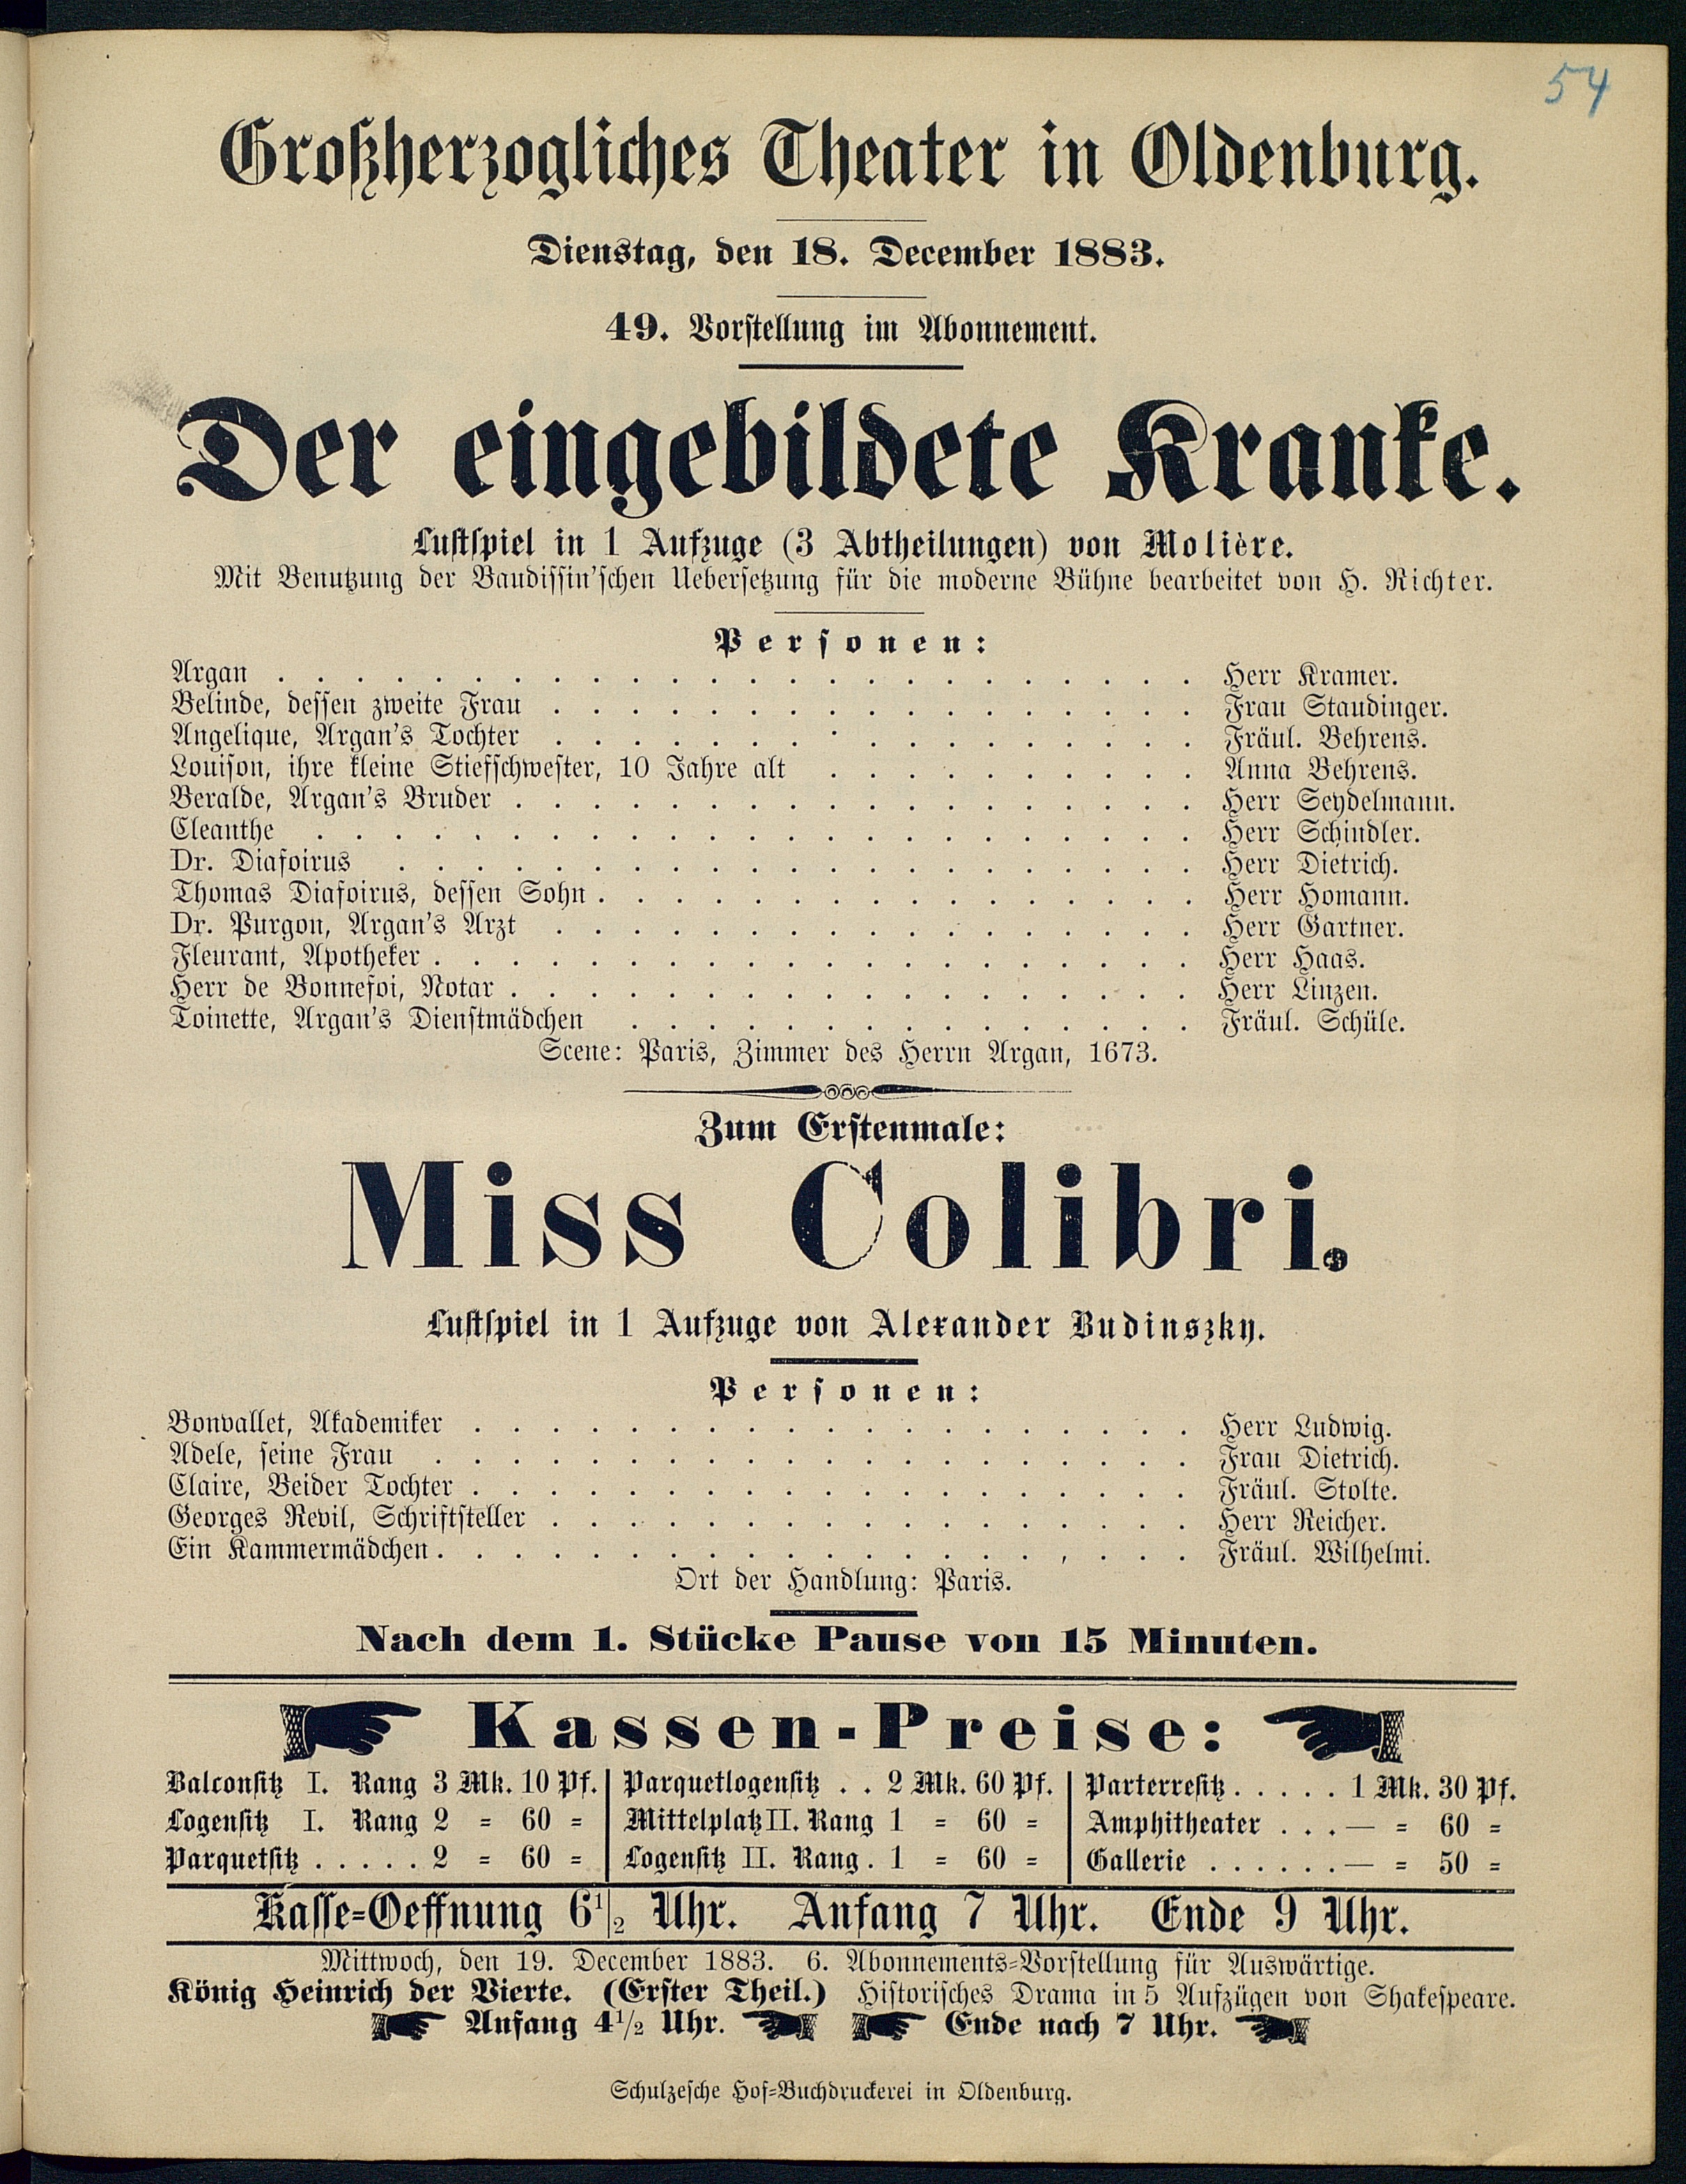 54
Großherzogliches Theater in Oldenburg.
Dienstag, den 18. December 1883.
49. Vorstellung im Abonnement.
Der eingebildete Kranke.
Lustspiel in 1 Aufzuge (3 Abtheilungen) von Molière.
Mit Benutzung der Baudissin'schen Uebersetzung für die moderne Bühne bearbeitet von H. Richter.
Personen:
Argan . . . . . . . . . . Herr Kramer.
Belinde, dessen zweite Frau . . . . . . . . . . Frau Staudinger.
Angelique, Argan's Tochter . . . . . . . . . . Fräul. Behrens.
Louison, ihre kleine Stiefschwester, 10 Jahre alt . . . . . . . . . . Anna Behrens.
Beralde, Argan's Bruder . . . . . . . . . . Herr Seydelmann.
Cleanthe . . . . . . . . . . Herr Schindler.
Dr. Diafoirus . . . . . . . . . . Herr Dietrich.
Thomas Diafoirus, dessen Sohn . . . . . . . . . . Herr Homann.
Dr. Purgon, Argan's Arzt . . . . . . . . . . Herr Gartner.
Fleurant, Apotheker . . . . . . . . . . Herr Haas.
Herr de Bonnefoi, Notar . . . . . . . . . . Herr Linzen.
Toinette, Argan's Dienstmädchen . . . . . . . . . . Fräul. Schüle.
Scene: Paris, Zimmer des Herrn Argan, 1673.
Zum Erstenmale:
Miss Colibri.
Lustspiel in 1 Aufzuge von Alexander Budinszky.
Personen:
Bonvallet, Akademiker . . . . . . . . . . Herr Ludwig.
Adele, seine Frau . . . . . . . . . . Frau Dietrich.
Claire, Beider Tochter . . . . . . . . . . Fräul. Stolte.
Georges Revil, Schriftsteller . . . . . . . . . . Herr Reicher.
Ein Kammermädchen . . . . . . . . . . Fräul. Wilhelmi.
Ort der Handlung: Paris.
Nach dem 1. Stücke Pause von 15 Minuten.
Kassen-Preise:
Balconsitz I. Rang 3 Mk. 10 Pf. | Parquetlogensitz . . 2 Mk. 60 Pf. | Parterresitz . . . . . 1 Mk. 30 Pf.
Logensitz I. Rang 2 = 60 = | Mittelplatz II. Rang 1 = 60 = | Amphitheater . . . — = 60 =
Parquetsitz . . . . . 2 = 60 = | Logensitz II. Rang . 1 = 60 = | Gallerie . . . . . . — = 50 =
Kasse=Oeffnung 6 1/2 Uhr. Anfang 7 Uhr. Ende 9 Uhr.
Mittwoch, den 19. December 1883. 6. Abonnements=Vorstellung für Auswärtige.
König Heinrich der Vierte. (Erster Theil.) Historisches Drama in 5 Aufzügen von Shakespeare.
Anfang 4 1/2 Uhr. Ende nach 7 Uhr.
Schulzesche Hof=Buchdruckerei in Oldenburg.